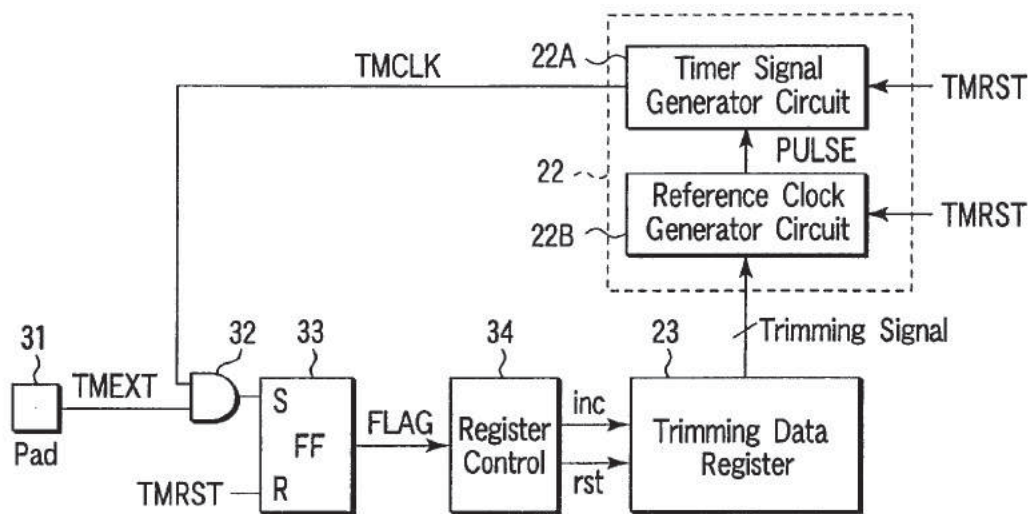 22A
TMCLK
Timer Signal
Generator Circuit
TMRST
PULSE
22
Reference Clock
Generator Circuit
TMRST
22B
Trimming Signal
31
32
33
34
23
TMEXT
S
FF
R
FLAG
Register
Control
inc
rst
Trimming Data
Register
Pad
TMRST